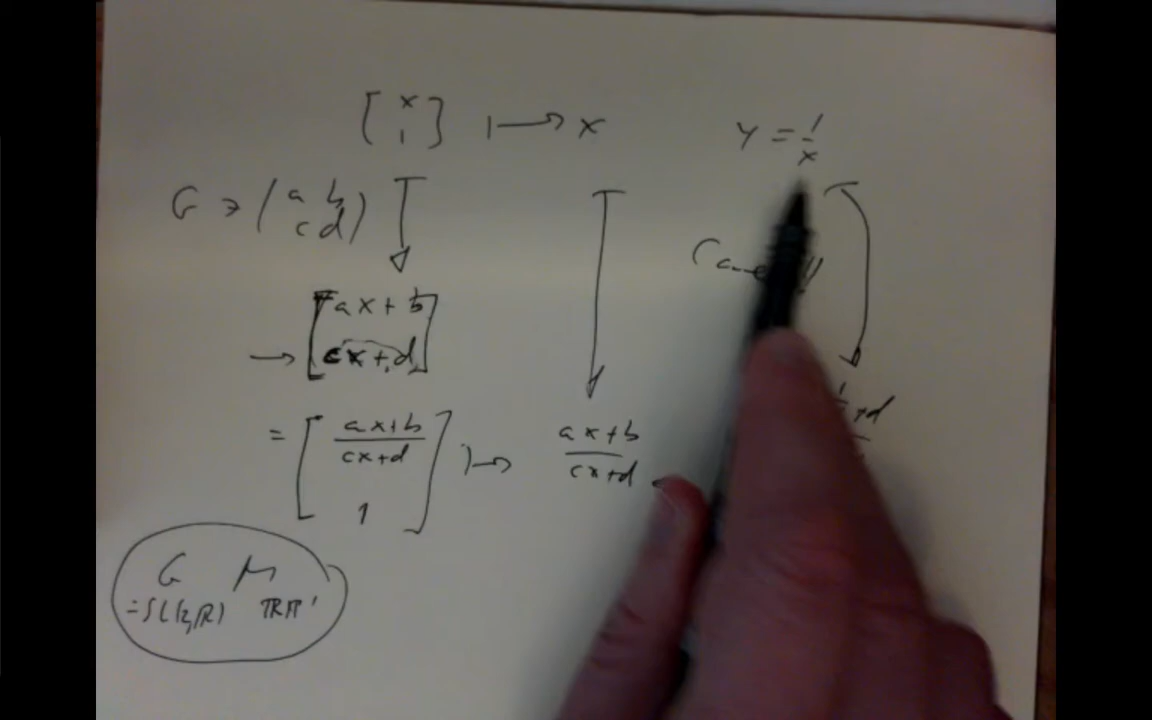 [ x 1 ] ↦ x
y = 1/x
G ∋ ( a b c d )
→ [ ax + b cx + d ]
= [ ax+b/cx+d 1 ] ↦ ax+b/cx+d
+d
G M
= SL(2,R) RP¹